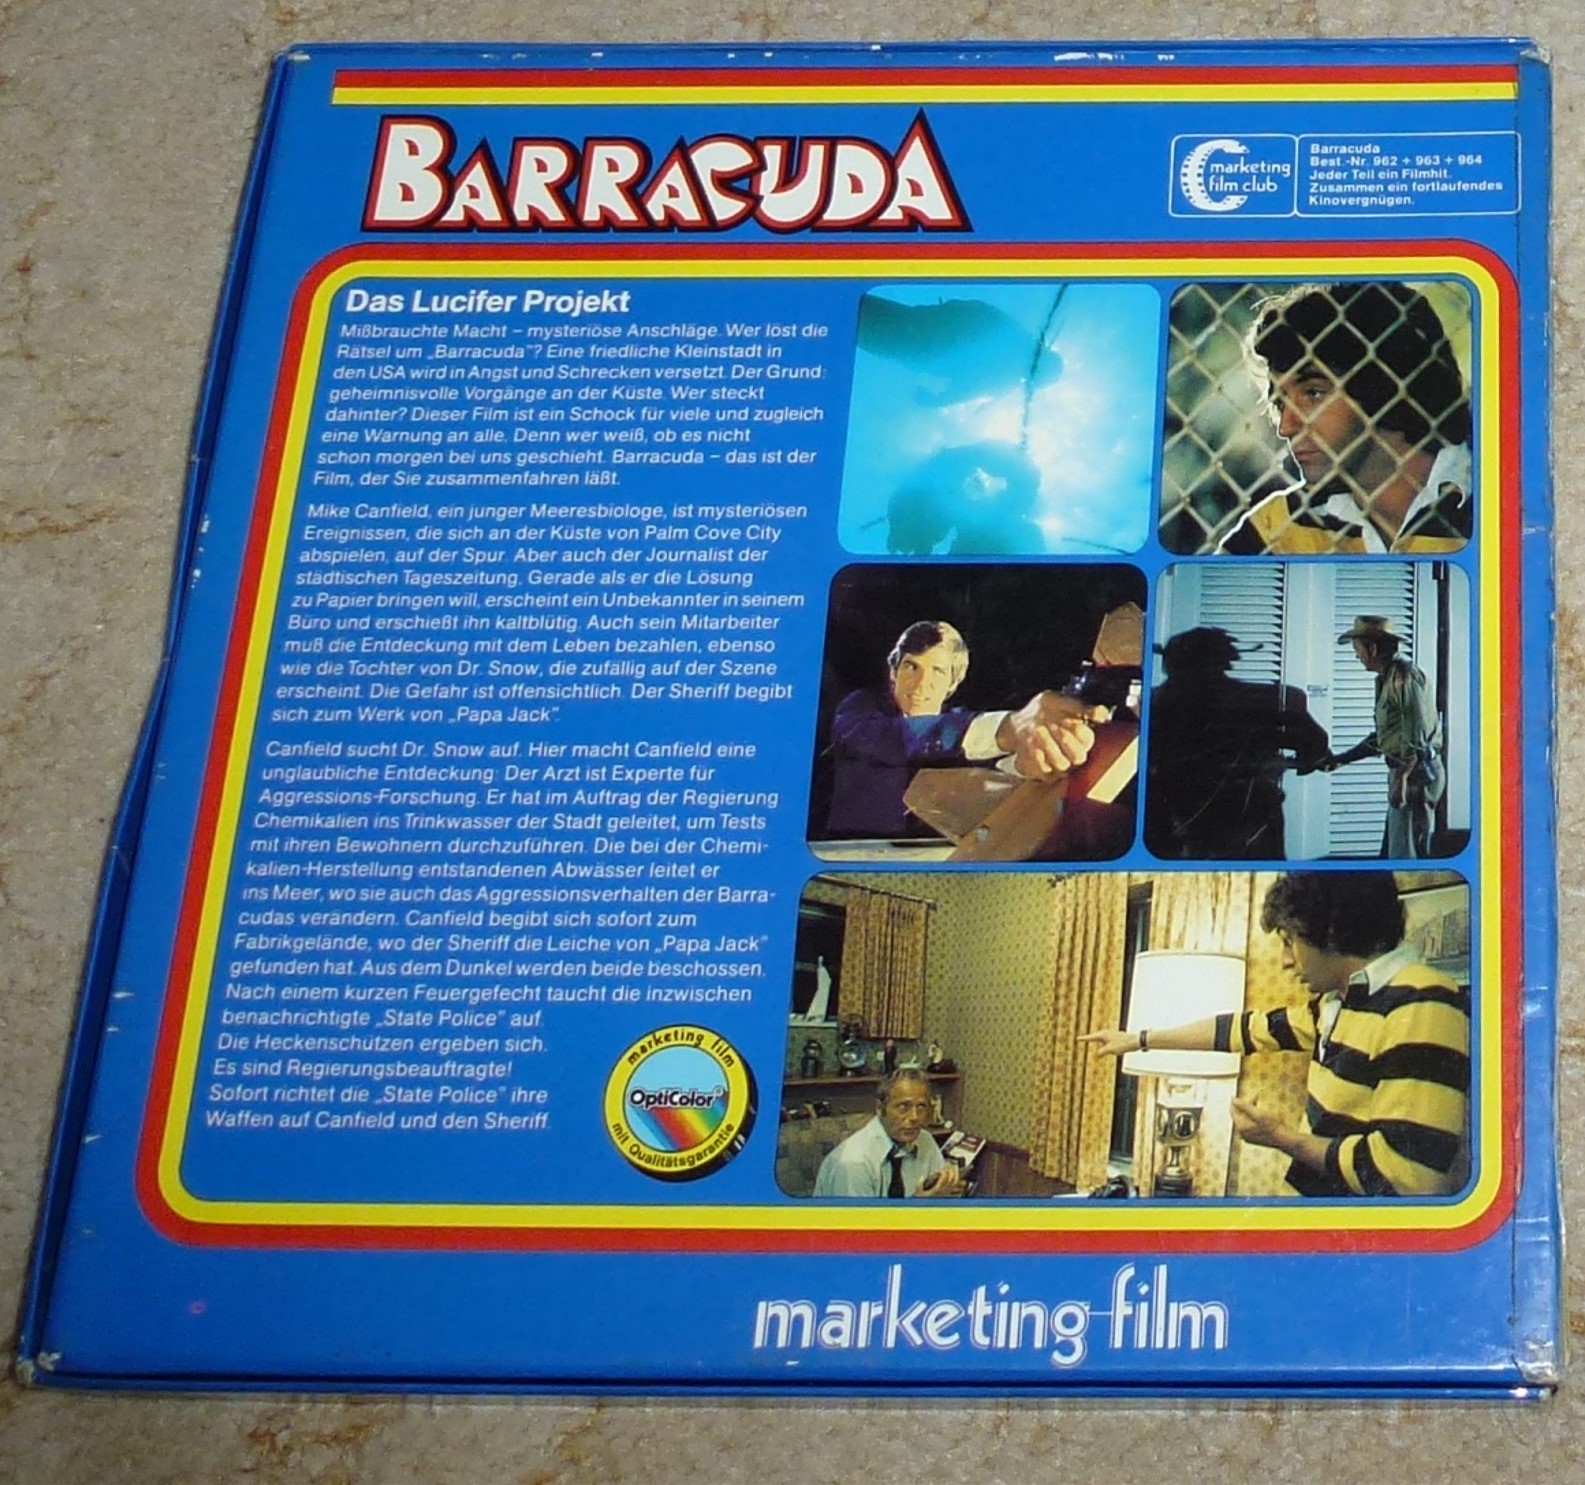 BARRACUDA
marketing
film club
Barracuda
Best.-Nr. 962 + 963 + 964
Jeder Teil ein Filmhit.
Zusammen ein fortlaufendes
Kinovergnügen.
Das Lucifer Projekt
Mißbrauchte Macht – mysteriöse Anschläge. Wer löst die
Rätsel um „Barracuda"? Eine friedliche Kleinstadt in
den USA wird in Angst und Schrecken versetzt. Der Grund:
geheimnisvolle Vorgänge an der Küste. Wer steckt
dahinter? Dieser Film ist ein Schock für viele und zugleich
eine Warnung an alle. Denn wer weiß, ob es nicht
schon morgen bei uns geschieht. Barracuda – das ist der
Film, der Sie zusammenfahren läßt.
Mike Canfield, ein junger Meeresbiologe, ist mysteriösen
Ereignissen, die sich an der Küste von Palm Cove City
abspielen, auf der Spur. Aber auch der Journalist der
städtischen Tageszeitung. Gerade als er die Lösung
zu Papier bringen will, erscheint ein Unbekannter in seinem
Büro und erschießt ihn kaltblütig. Auch sein Mitarbeiter
muß die Entdeckung mit dem Leben bezahlen, ebenso
wie die Tochter von Dr. Snow, die zufällig auf der Szene
erscheint. Die Gefahr ist offensichtlich. Der Sheriff begibt
sich zum Werk von „Papa Jack".
Canfield sucht Dr. Snow auf. Hier macht Canfield eine
unglaubliche Entdeckung: Der Arzt ist Experte für
Aggressions-Forschung. Er hat im Auftrag der Regierung
Chemikalien ins Trinkwasser der Stadt geleitet, um Tests
mit ihren Bewohnern durchzuführen. Die bei der Chemi-
kalien-Herstellung entstandenen Abwässer leitet er
ins Meer, wo sie auch das Aggressionsverhalten der Barra-
cudas verändern. Canfield begibt sich sofort zum
Fabrikgelände, wo der Sheriff die Leiche von „Papa Jack"
gefunden hat. Aus dem Dunkel werden beide beschossen.
Nach einem kurzen Feuergefecht taucht die inzwischen
benachrichtigte „State Police" auf.
Die Heckenschützen ergeben sich.
Es sind Regierungsbeauftragte!
Sofort richtet die „State Police" ihre
Waffen auf Canfield und den Sheriff.
marketing film
OptiColor®
mit Qualitätsgarantie
marketing-film